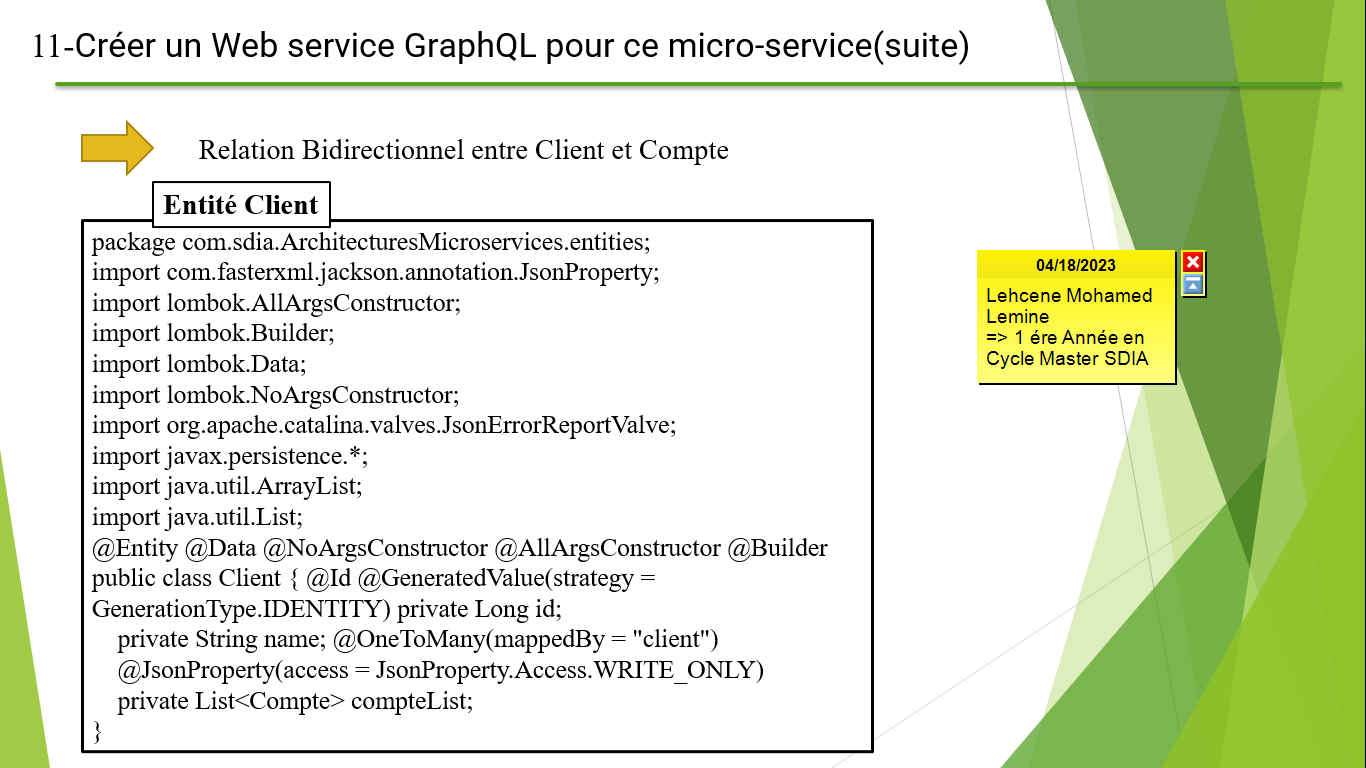 11-Créer un Web service GraphQL pour ce micro-service(suite)
Relation Bidirectionnel entre Client et Compte
Entité Client
package com.sdia.ArchitecturesMicroservices.entities;
import com.fasterxml.jackson.annotation.JsonProperty;
import lombok.AllArgsConstructor;
import lombok.Builder;
import lombok.Data;
import lombok.NoArgsConstructor;
import org.apache.catalina.valves.JsonErrorReportValve;
import javax.persistence.*;
import java.util.ArrayList;
import java.util.List;
@Entity @Data @NoArgsConstructor @AllArgsConstructor @Builder
public class Client { @Id @GeneratedValue(strategy =
GenerationType.IDENTITY) private Long id;
private String name; @OneToMany(mappedBy = "client")
@JsonProperty(access = JsonProperty.Access.WRITE_ONLY)
private List<Compte> compteList;
}
04/18/2023
Lehcene Mohamed
Lemine
=> 1 ére Année en
Cycle Master SDIA